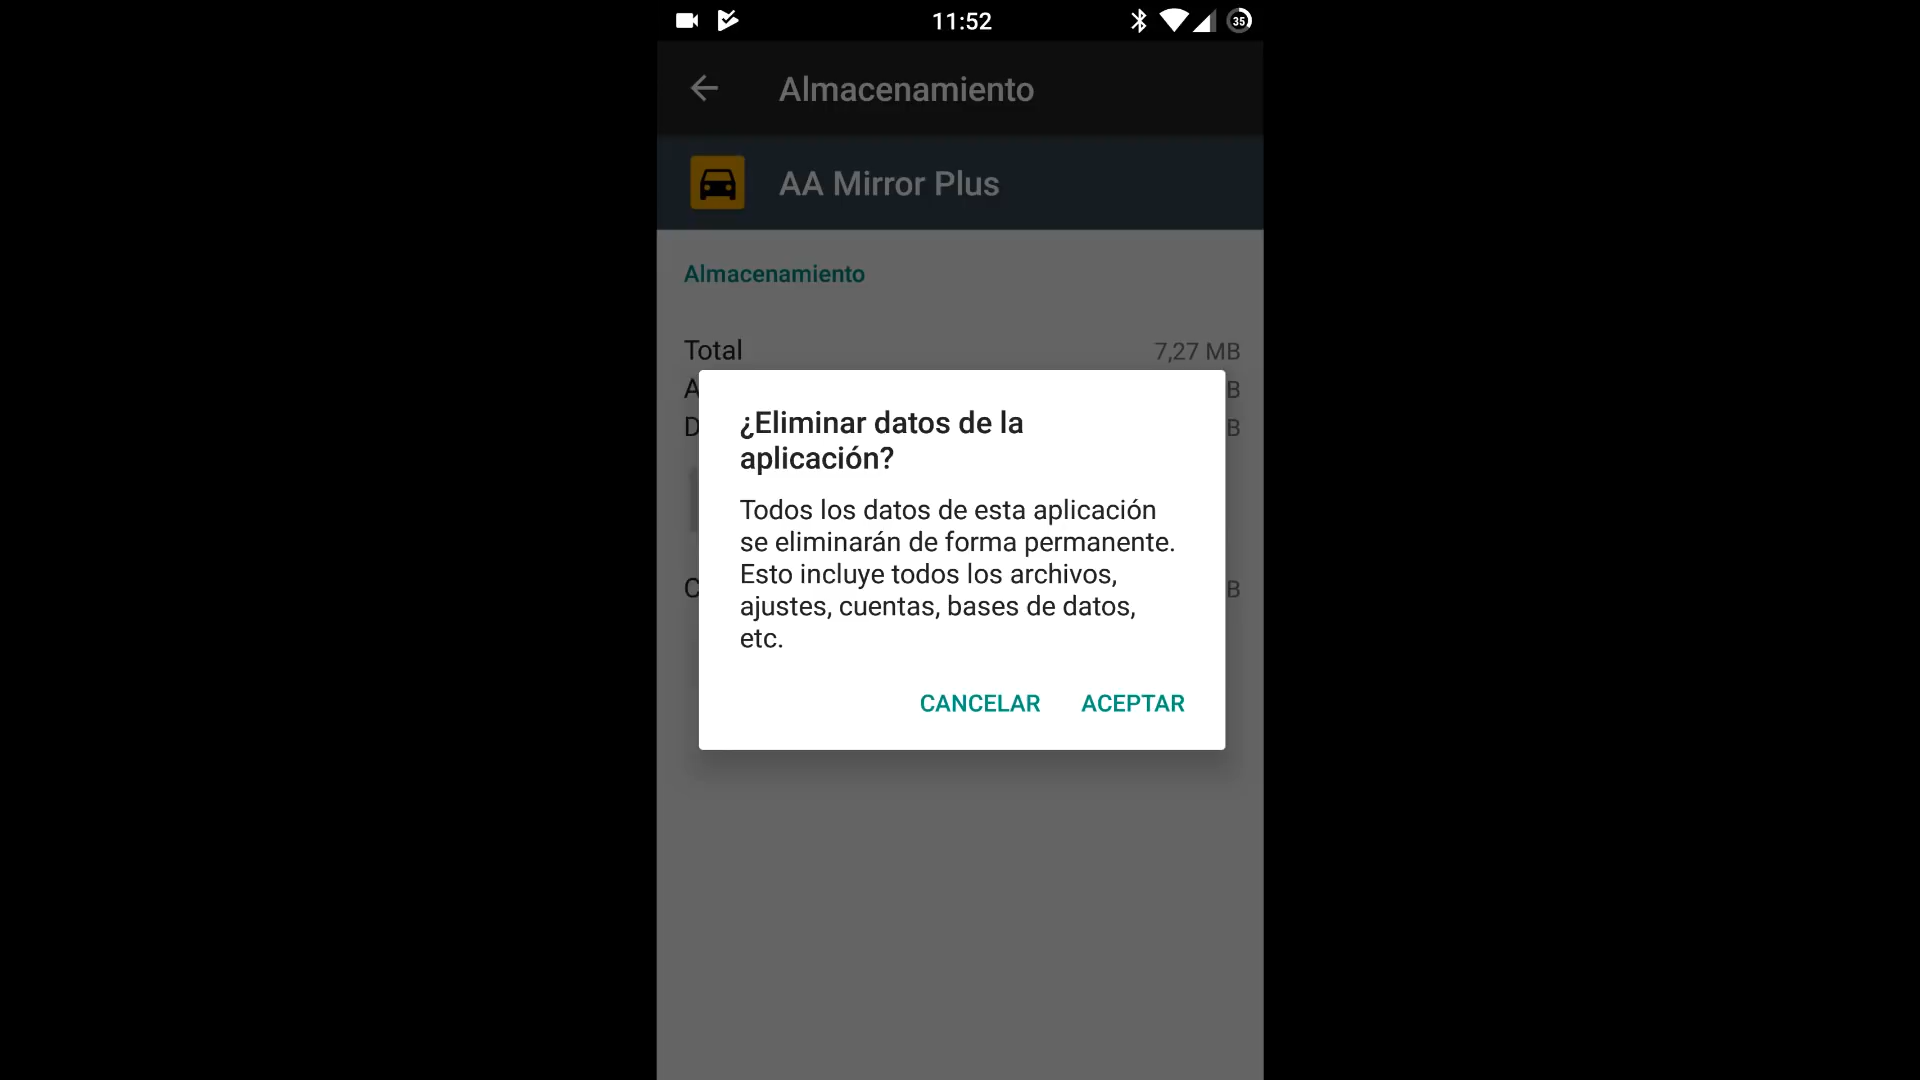 11:52
35
Almacenamiento
AA Mirror Plus
Almacenamiento
Total 7,27 MB
¿Eliminar datos de la
aplicación?
Todos los datos de esta aplicación
se eliminarán de forma permanente.
Esto incluye todos los archivos,
ajustes, cuentas, bases de datos,
etc.
CANCELAR ACEPTAR